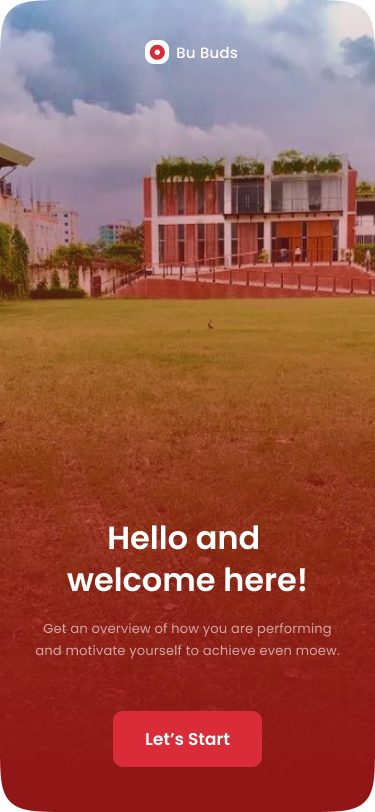 Bu Buds
Hello and
welcome here!
Get an overview of how you are performing
and motivate yourself to achieve even moew.
Let’s Start